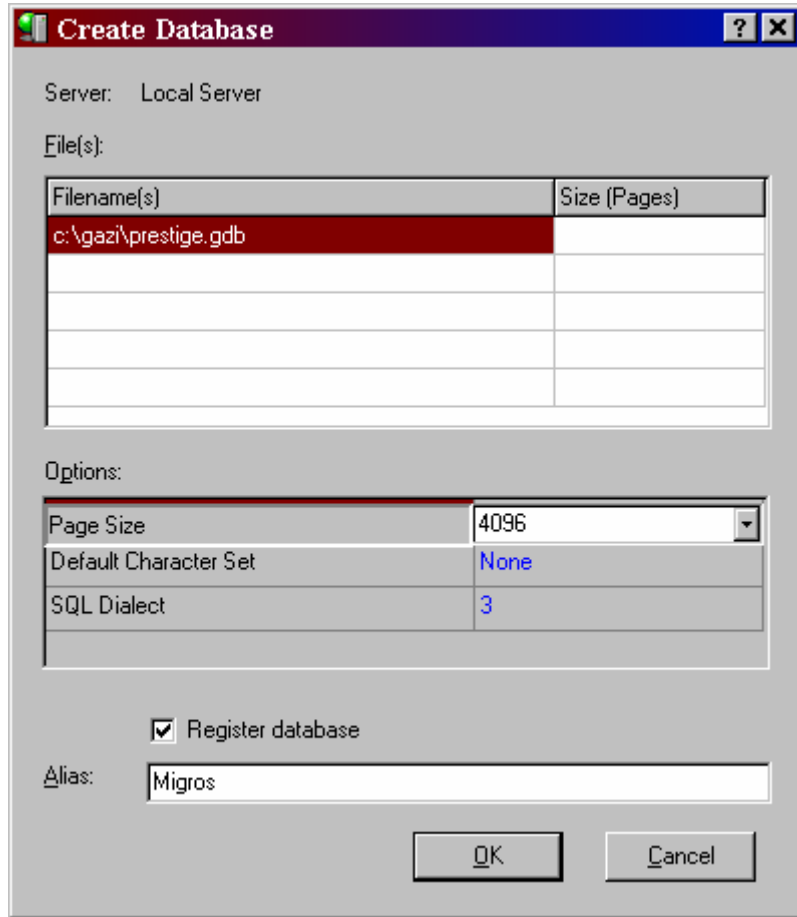 Create Database
Server: Local Server
File(s):
Filename(s) Size (Pages)
c:\gazi\prestige.gdb
Options:
Page Size 4096
Default Character Set None
SQL Dialect 3
Register database
Alias: Migros
OK Cancel